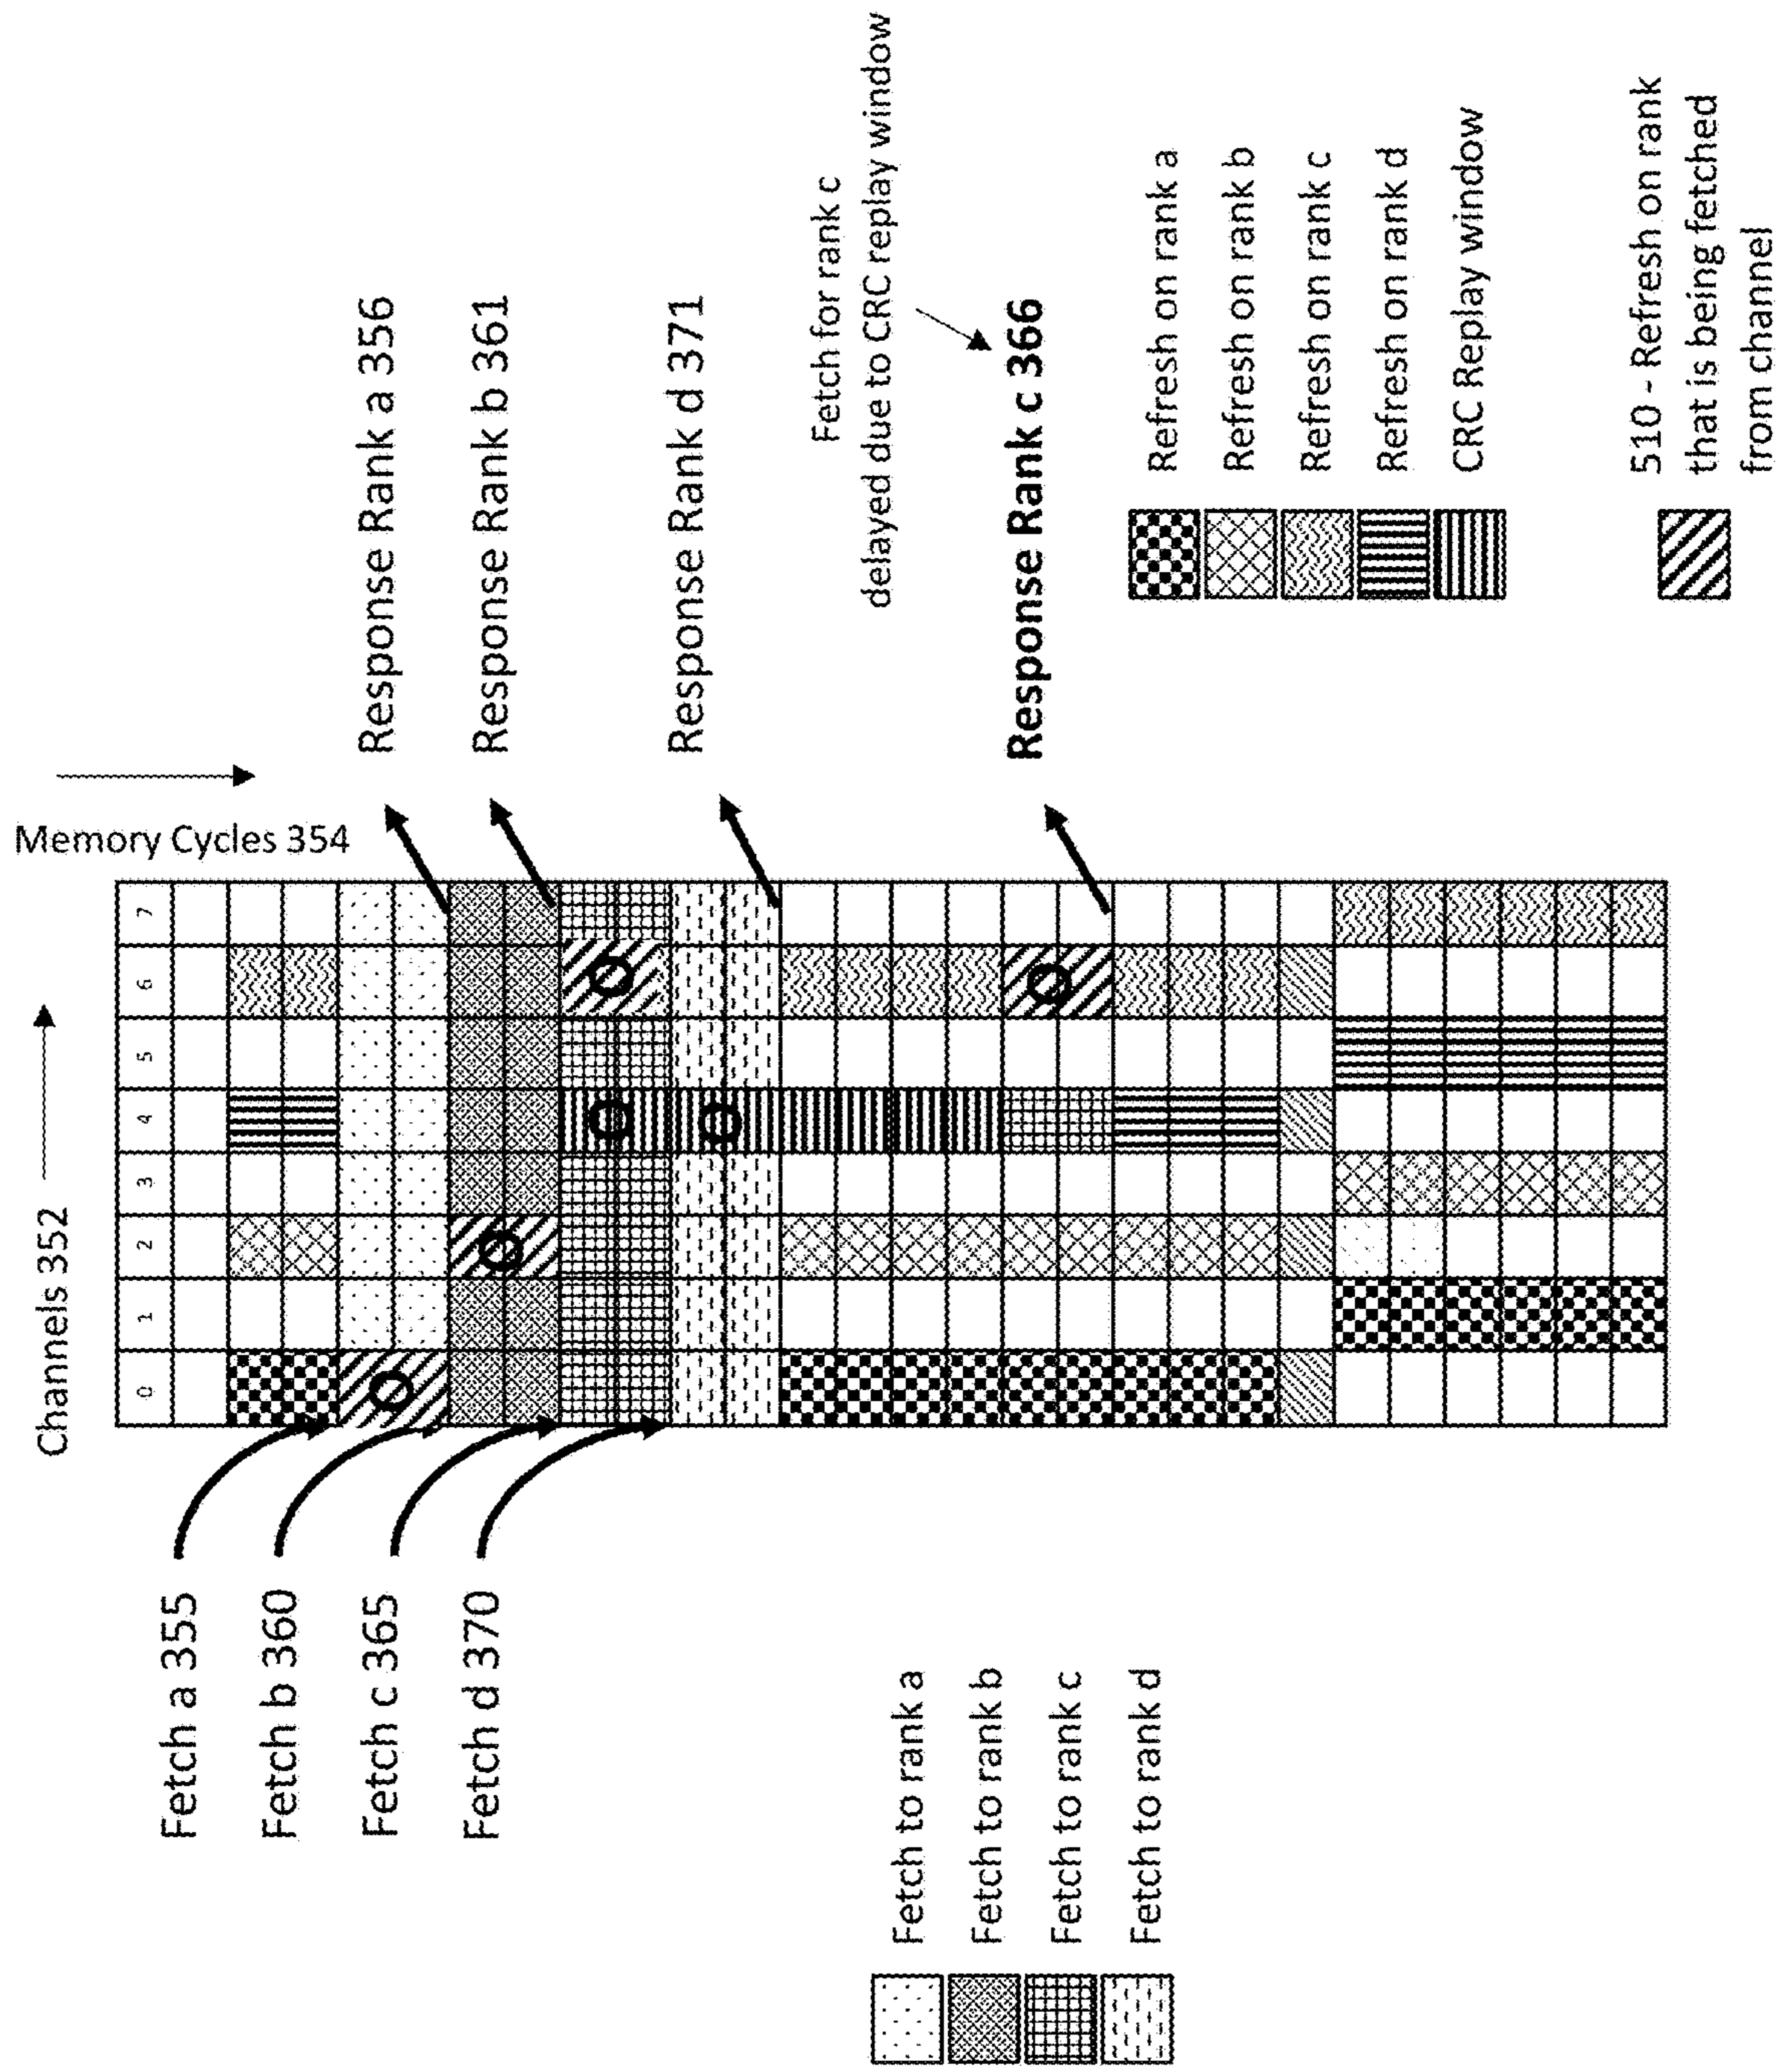 Channels 352
Memory Cycles 354
0 1 2 3 4 5 6 7
Fetch a 355
Fetch b 360
Fetch c 365
Fetch d 370
Response Rank a 356
Response Rank b 361
Response Rank d 371
Fetch for rank c
delayed due to CRC replay window
Response Rank c 366
Fetch to rank a
Fetch to rank b
Fetch to rank c
Fetch to rank d
Refresh on rank a
Refresh on rank b
Refresh on rank c
Refresh on rank d
CRC Replay window
510 - Refresh on rank
that is being fetched
from channel